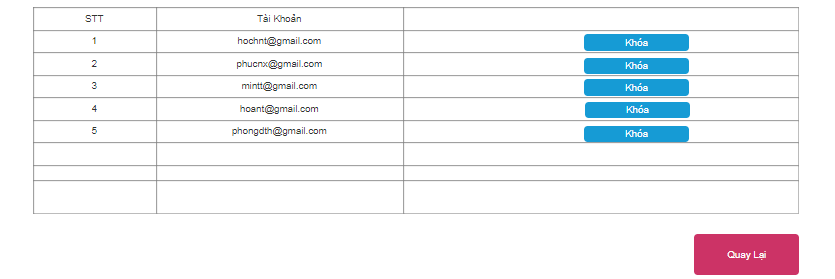 STT Tài Khoản
1 hochnt@gmail.com Khóa
2 phucnx@gmail.com Khóa
3 mintt@gmail.com Khóa
4 hoant@gmail.com Khóa
5 phongdth@gmail.com Khóa
Quay Lại